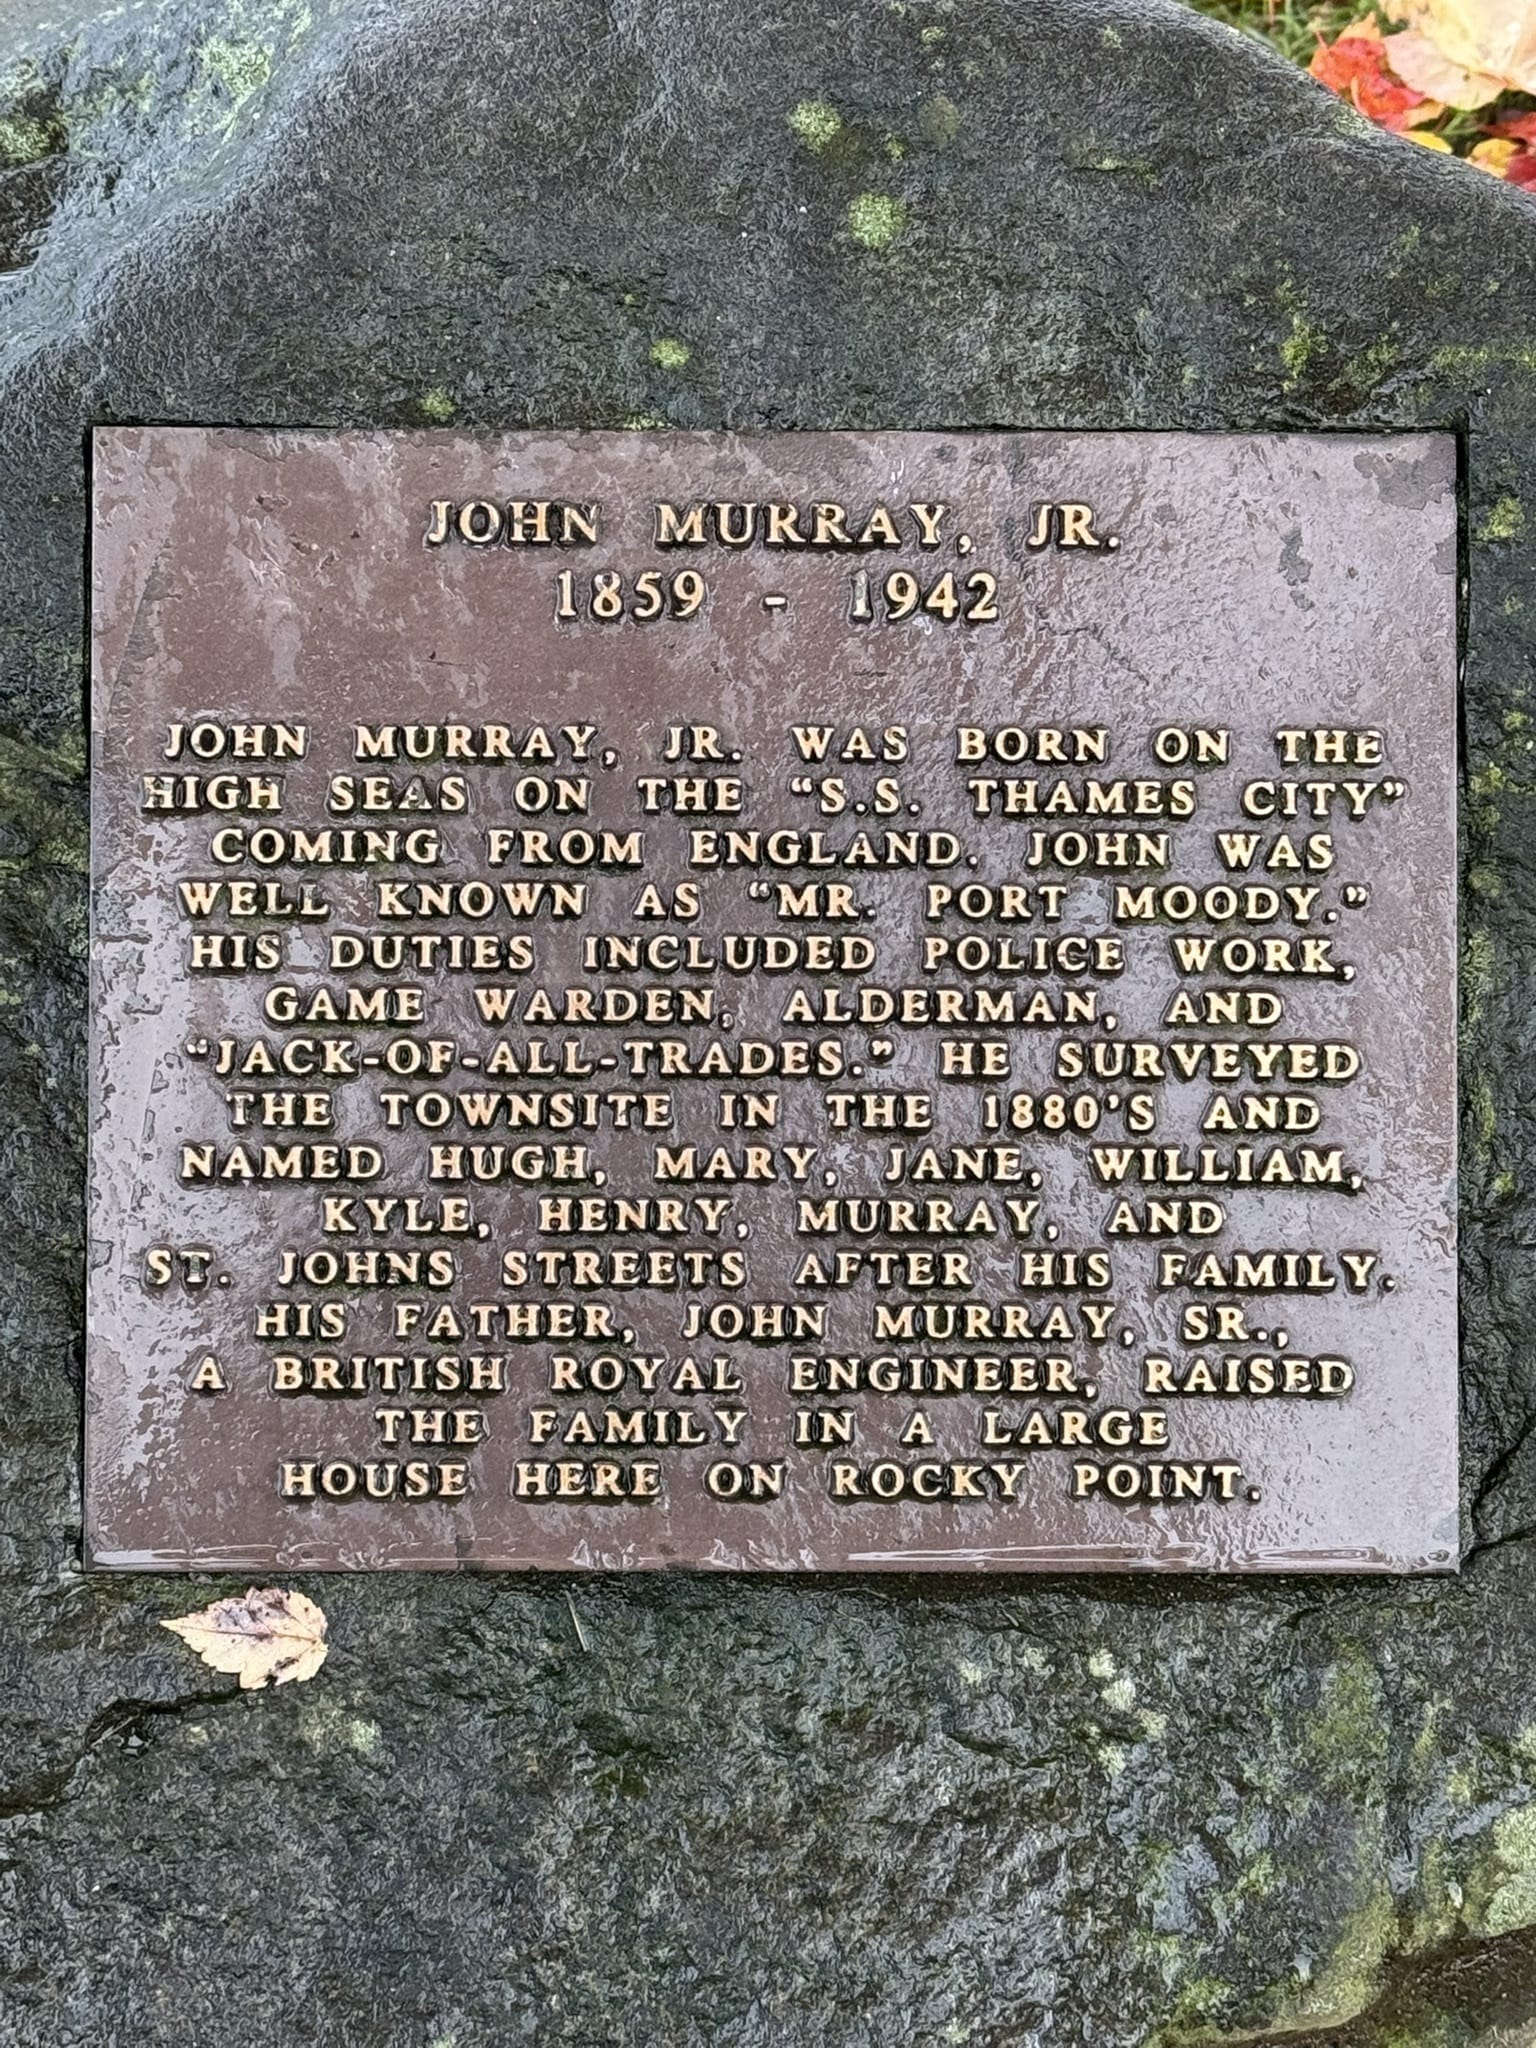 JOHN MURRAY, JR.
1859 - 1942
JOHN MURRAY, JR. WAS BORN ON THE
HIGH SEAS ON THE “S.S. THAMES CITY”
COMING FROM ENGLAND. JOHN WAS
WELL KNOWN AS “MR. PORT MOODY.”
HIS DUTIES INCLUDED POLICE WORK,
GAME WARDEN, ALDERMAN, AND
“JACK-OF-ALL-TRADES.” HE SURVEYED
THE TOWNSITE IN THE 1880’S AND
NAMED HUGH, MARY, JANE, WILLIAM,
KYLE, HENRY, MURRAY, AND
ST. JOHNS STREETS AFTER HIS FAMILY.
HIS FATHER, JOHN MURRAY, SR.,
A BRITISH ROYAL ENGINEER, RAISED
THE FAMILY IN A LARGE
HOUSE HERE ON ROCKY POINT.